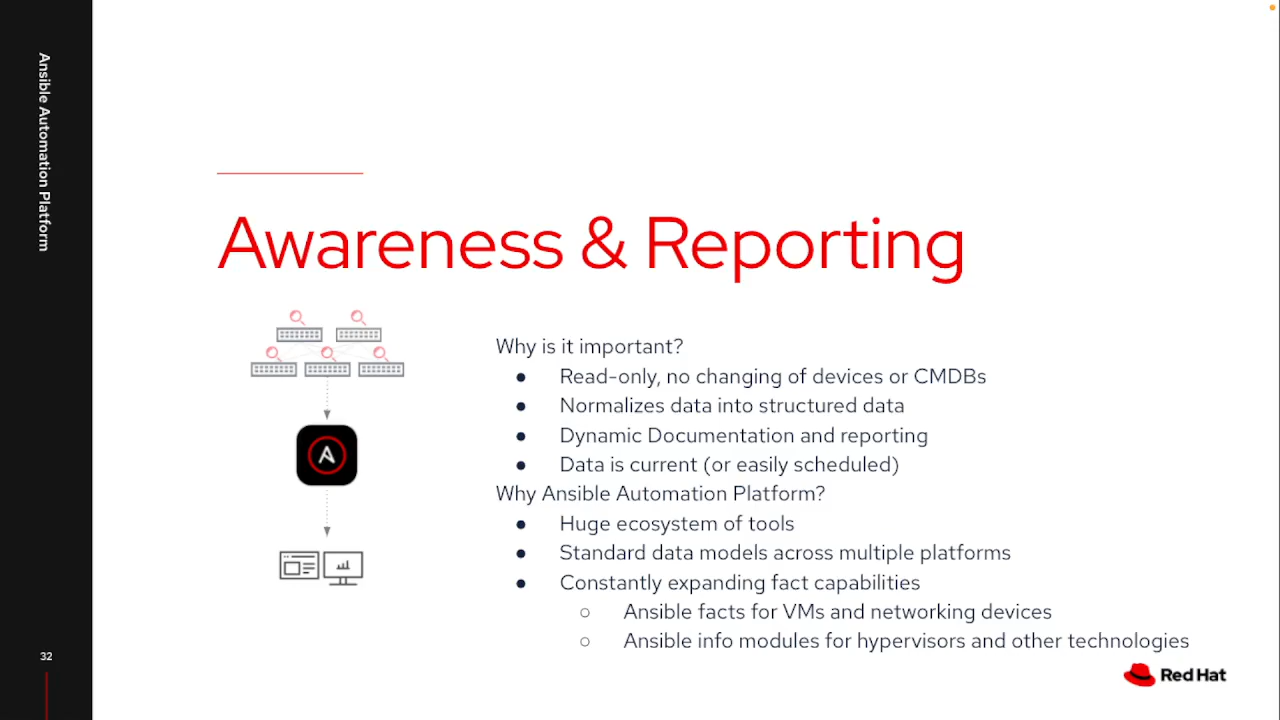 Ansible Automation Platform
Awareness & Reporting
Why is it important?
● Read-only, no changing of devices or CMDBs
● Normalizes data into structured data
● Dynamic Documentation and reporting
● Data is current (or easily scheduled)
Why Ansible Automation Platform?
● Huge ecosystem of tools
● Standard data models across multiple platforms
● Constantly expanding fact capabilities
○ Ansible facts for VMs and networking devices
○ Ansible info modules for hypervisors and other technologies
32
Red Hat